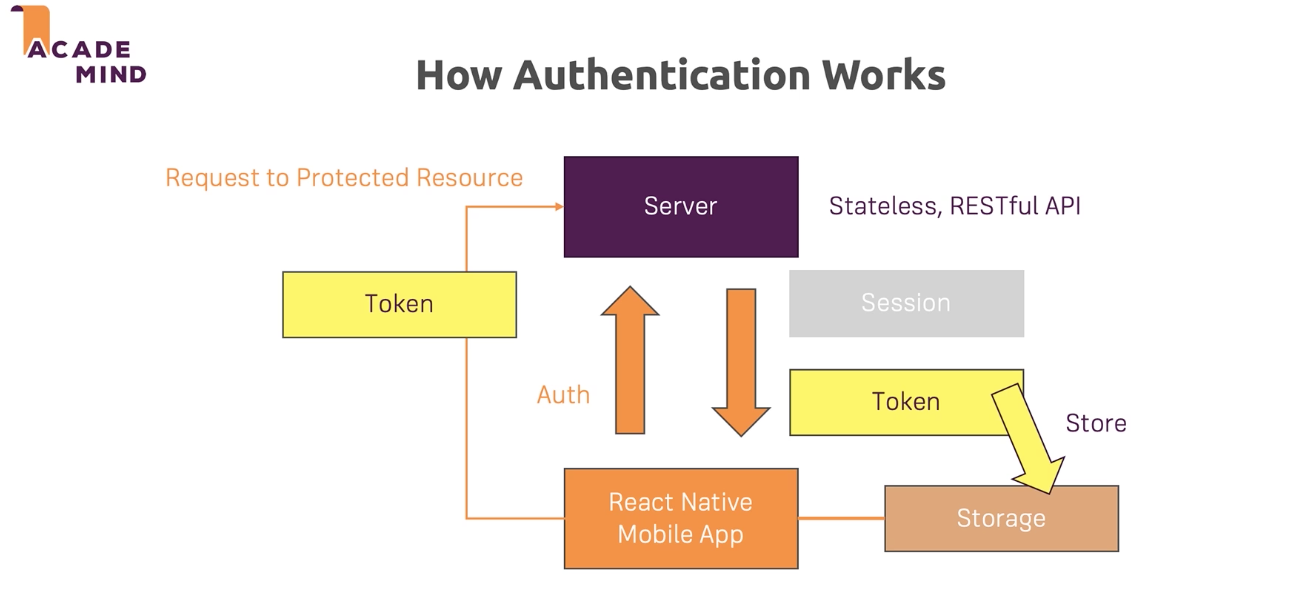 ACADE
MIND
How Authentication Works
Request to Protected Resource
Server
Stateless, RESTful API
Token
Session
Auth
Token
Store
React Native
Mobile App
Storage